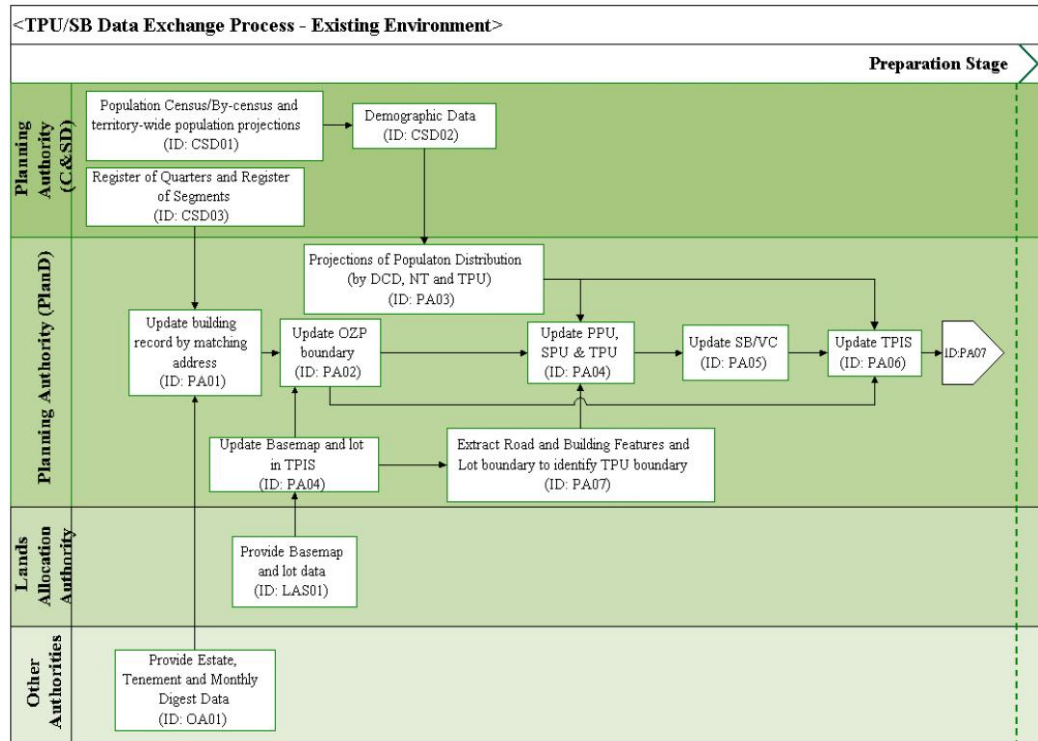 <TPU/SB Data Exchange Process - Existing Environment>
Preparation Stage
Planning
Authority
(C&SD)
Population Census/By-census and
territory-wide population projections
(ID: CSD01)
Demographic Data
(ID: CSD02)
Register of Quarters and Register
of Segments
(ID: CSD03)
Planning Authority (PlanD)
Projections of Populaton Distribution
(by DCD, NT and TPU)
(ID: PA03)
Update building
record by matching
address
(ID: PA01)
Update OZP
boundary
(ID: PA02)
Update PPU,
SPU & TPU
(ID: PA04)
Update SB/VC
(ID: PA05)
Update TPIS
(ID: PA06)
ID:PA07
Update Basemap and lot
in TPIS
(ID: PA04)
Extract Road and Building Features and
Lot boundary to identify TPU boundary
(ID: PA07)
Lands
Allocation
Authority
Provide Basemap
and lot data
(ID: LAS01)
Other
Authorities
Provide Estate,
Tenement and Monthly
Digest Data
(ID: OA01)